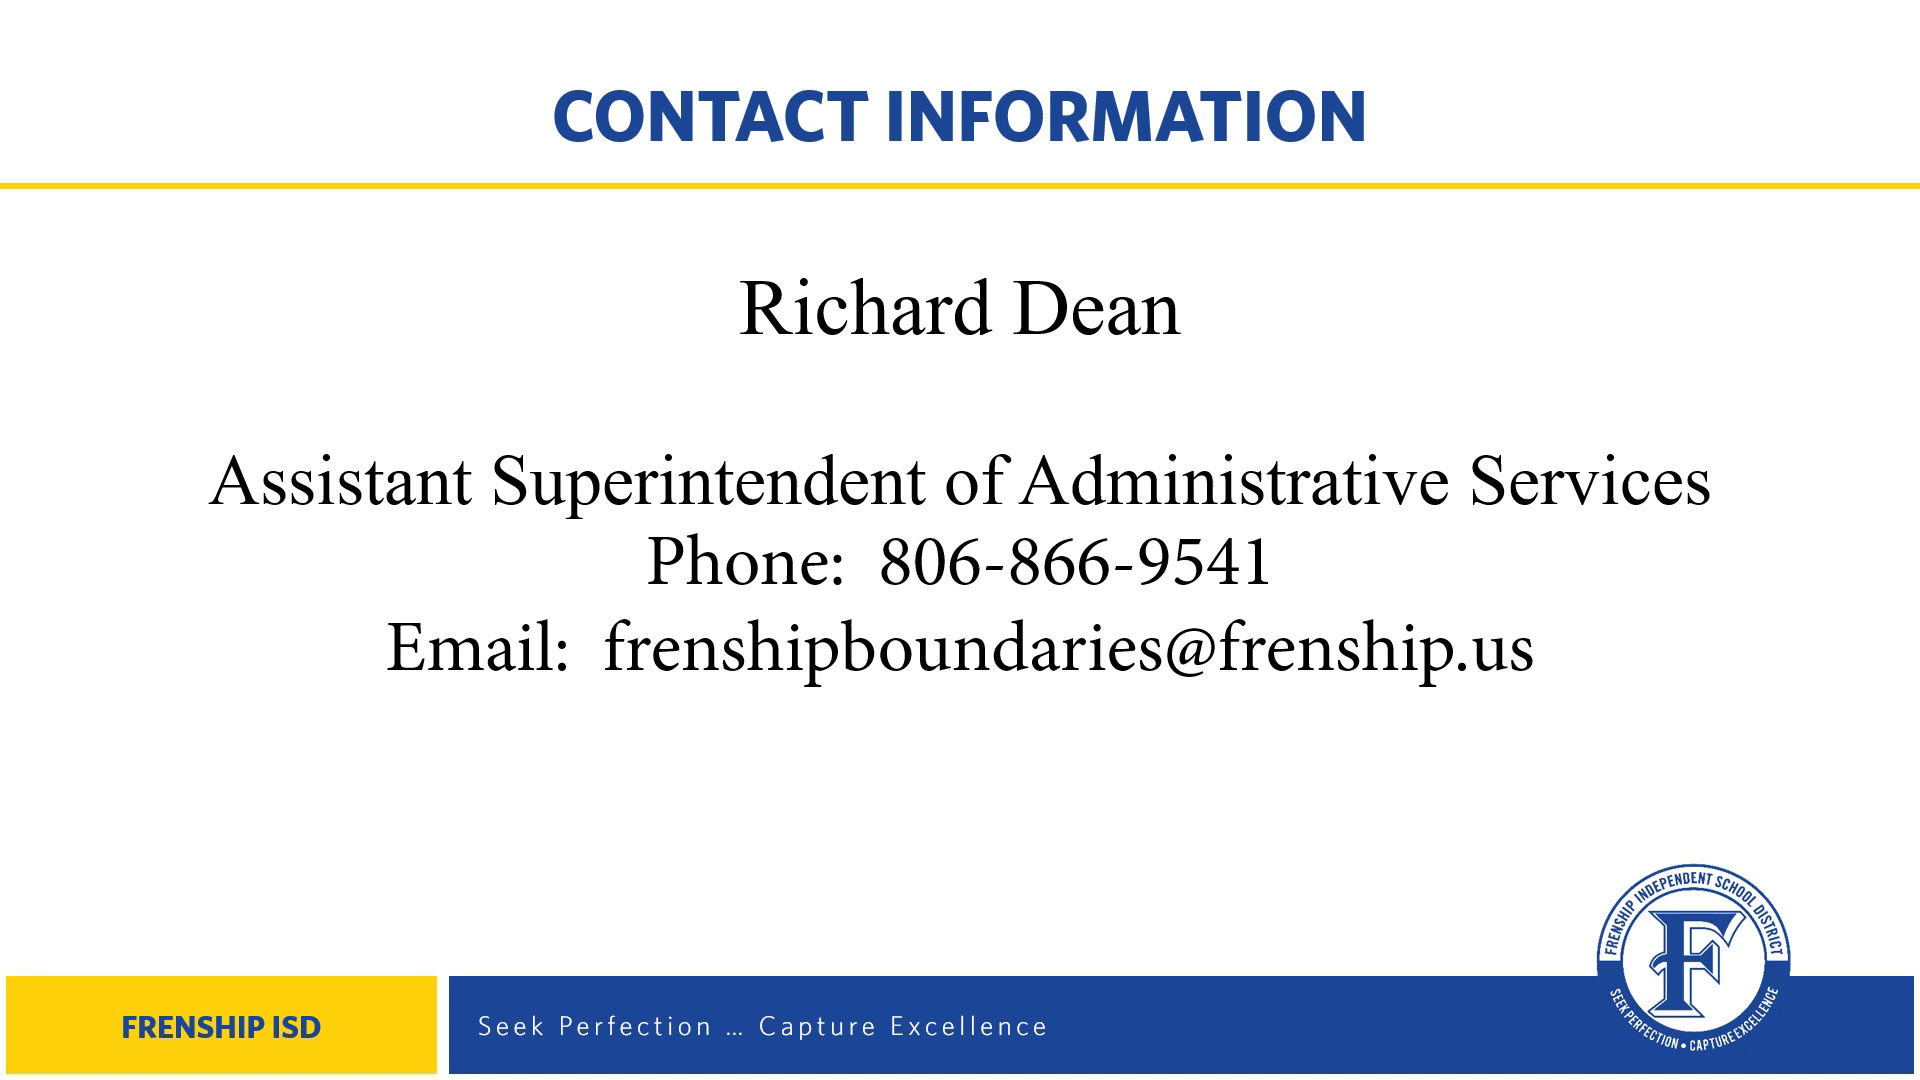 CONTACT INFORMATION
Richard Dean
Assistant Superintendent of Administrative Services
Phone:  806-866-9541
Email:  frenshipboundaries@frenship.us
FRENSHIP INDEPENDENT SCHOOL DISTRICT
F
SEEK PERFECTION • CAPTURE EXCELLENCE
FRENSHIP ISD
Seek Perfection ... Capture Excellence